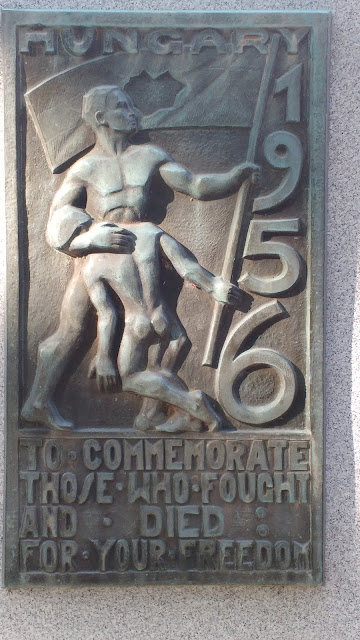 HUNGARY
1956
TO COMMEMORATE
THOSE·WHO·FOUGHT
AND · DIED :
FOR·YOUR·FREEDOM